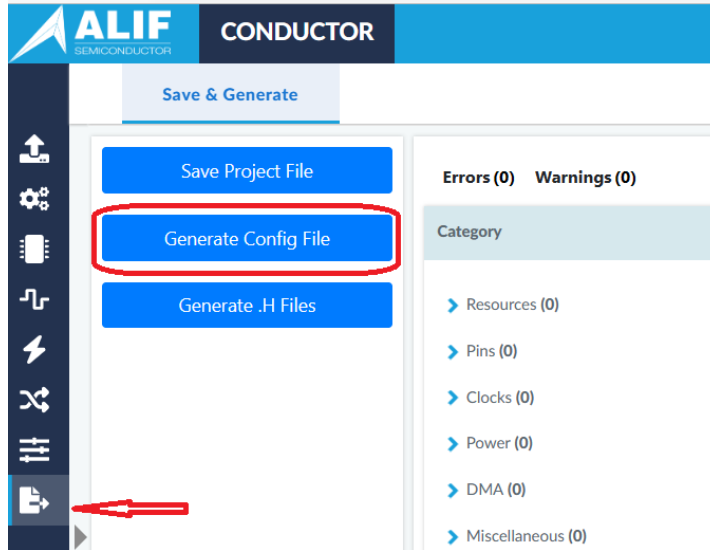 ALIF
SEMICONDUCTOR
CONDUCTOR
Save & Generate
Save Project File
Generate Config File
Generate .H Files
Errors (0) Warnings (0)
Category
Resources (0)
Pins (0)
Clocks (0)
Power (0)
DMA (0)
Miscellaneous (0)